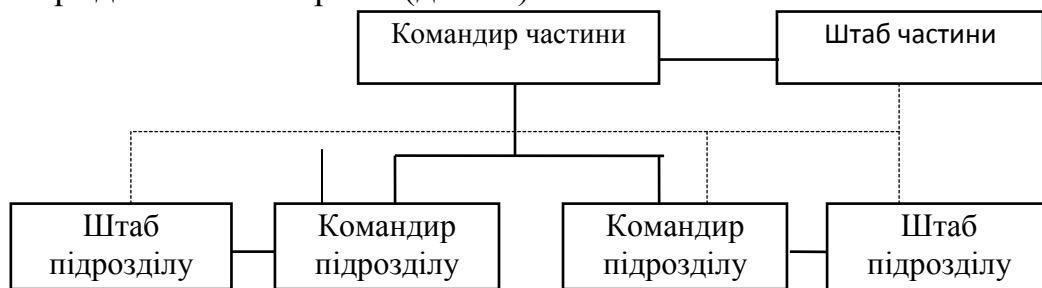 Командир частини
Штаб частини
Штаб
підрозділу
Командир
підрозділу
Командир
підрозділу
Штаб
підрозділу